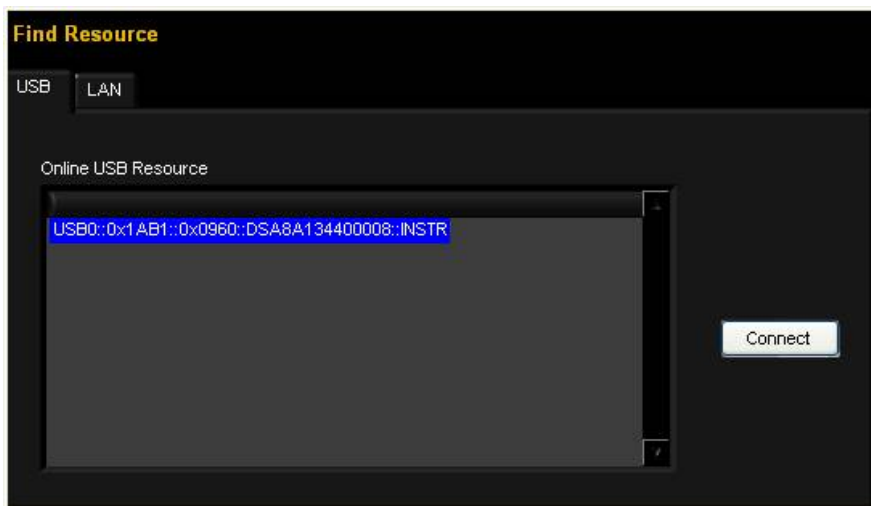 Find Resource
USB LAN
Online USB Resource
USB0::0x1AB1::0x0960::DSA8A134400008::INSTR
Connect